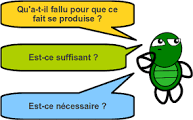 Qu'a-t-il fallu pour que ce
fait se produise ?
Est-ce suffisant ?
Est-ce nécessaire ?